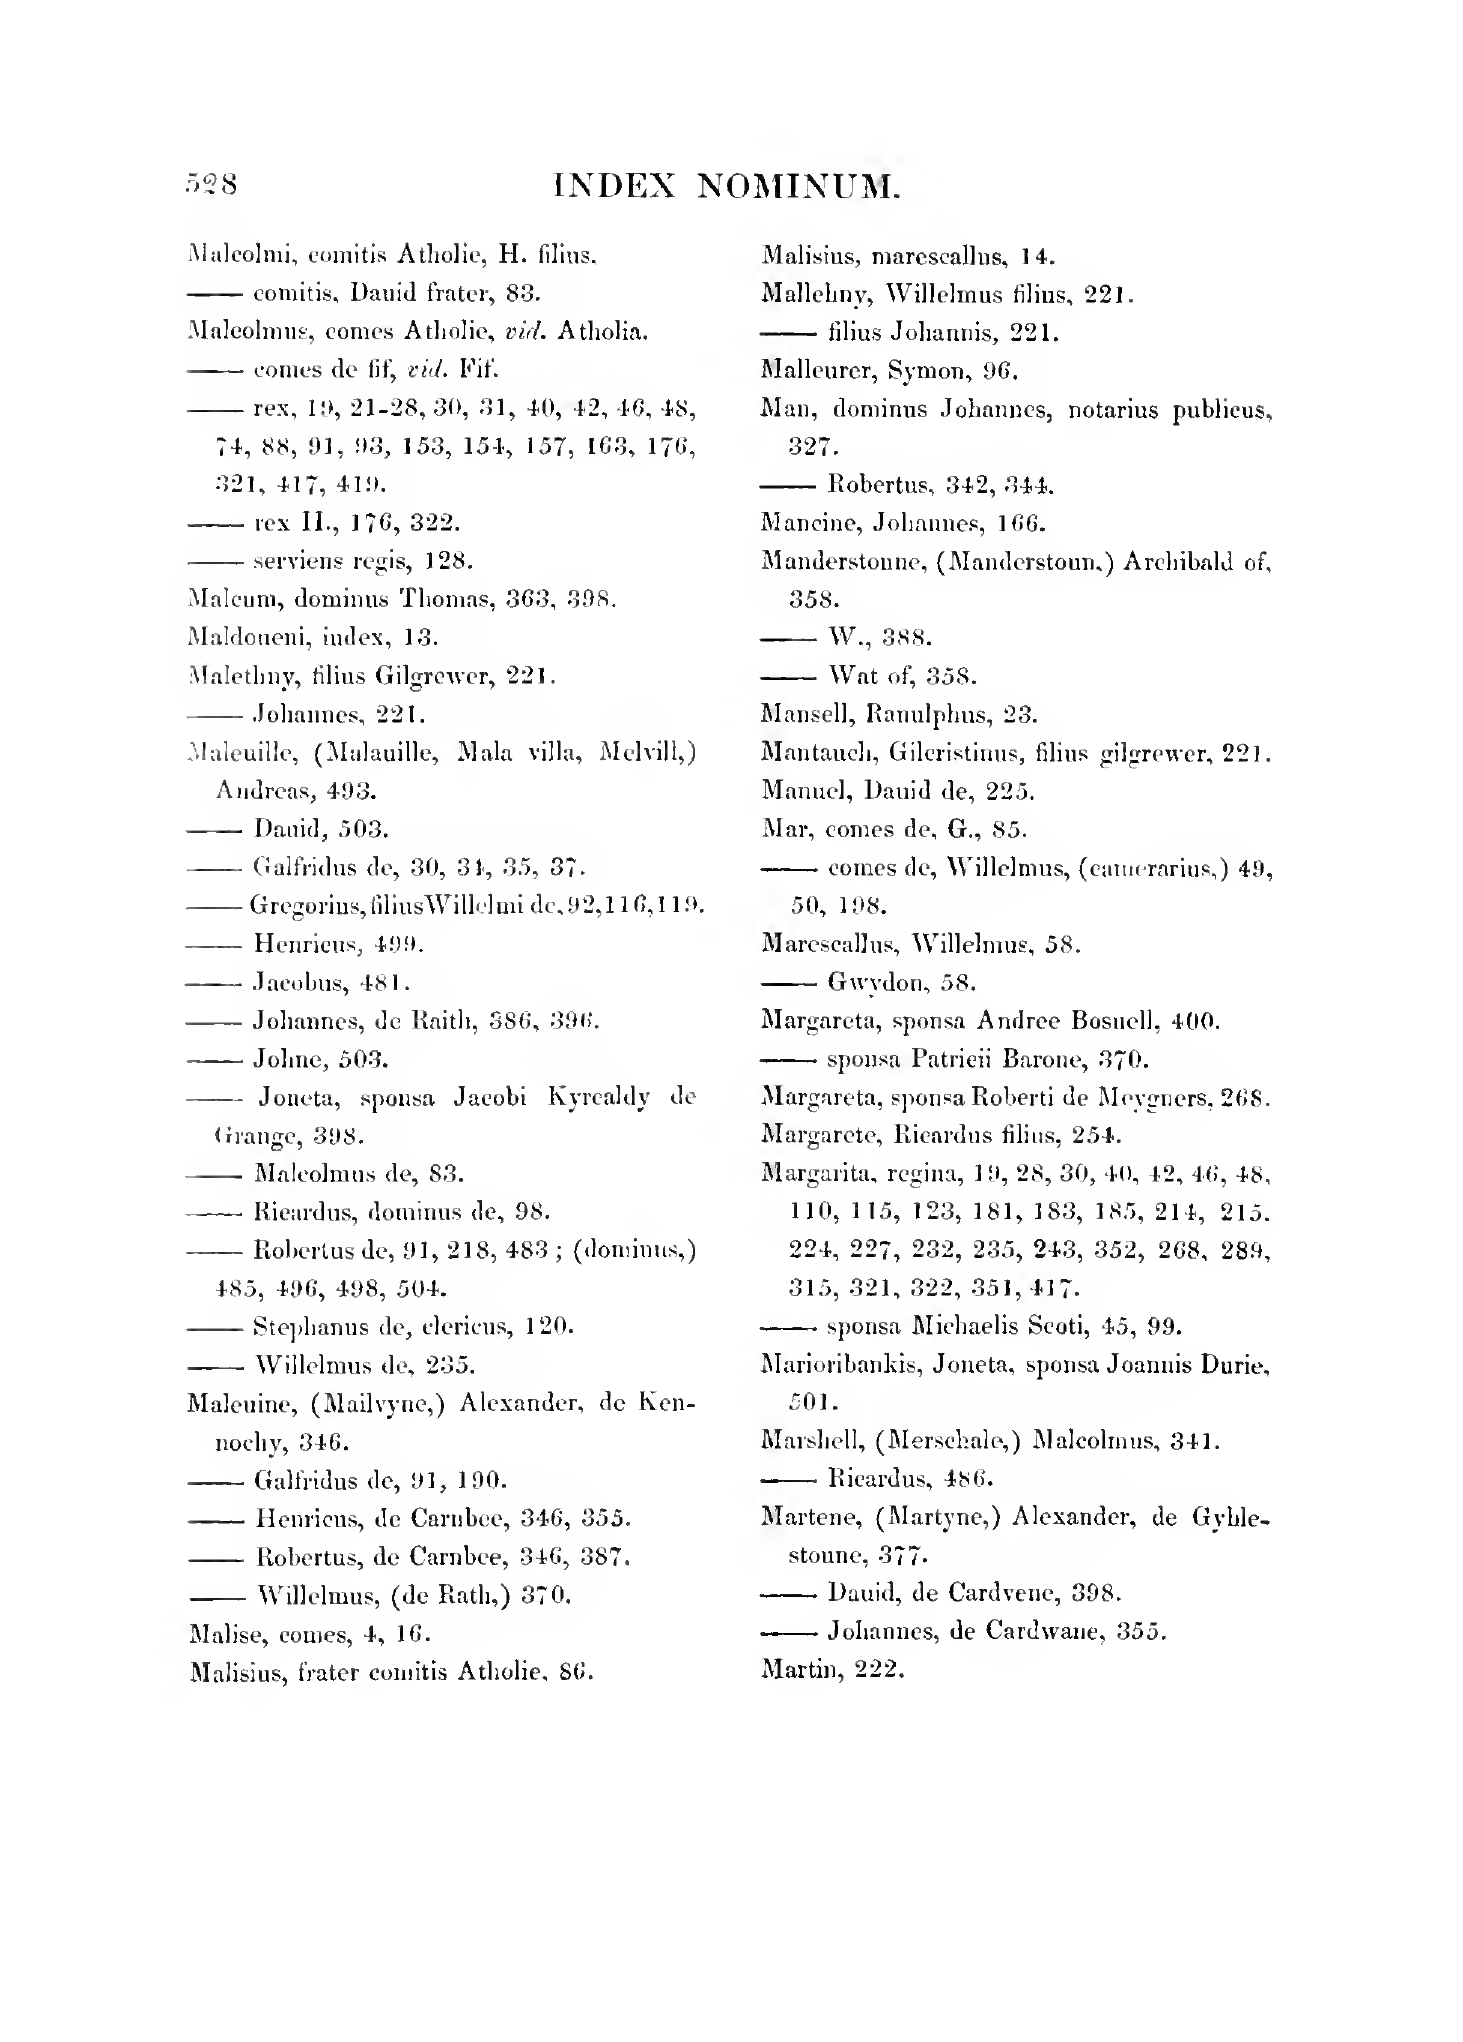 528
INDEX NOMINUM.
Malcolmi, comitis Atholie, H. filius.
—— comitis, Dauid frater, 83.
Malcolmus, comes Atholie, vid. Atholia.
—— comes de fif, vid. Fif.
—— rex, 19, 21-28, 30, 31, 40, 42, 46, 48,
74, 88, 91, 93, 153, 154, 157, 163, 176,
321, 417, 419.
—— rex II., 176, 322.
—— serviens regis, 128.
Malcum, dominus Thomas, 363, 398.
Maldoueni, iudex, 13.
Malethny, filius Gilgrewer, 221.
—— Johannes, 221.
Maleuille, (Malauille, Mala villa, Melvill,)
Andreas, 493.
—— Dauid, 503.
—— Galfridus de, 30, 34, 35, 37.
—— Gregorius, filius Willelmi de, 92, 116, 119.
—— Henricus, 499.
—— Jacobus, 481.
—— Johannes, de Raith, 386, 396.
—— Johne, 503.
—— Joneta, sponsa Jacobi Kyrcaldy de
Grange, 398.
—— Malcolmus de, 83.
—— Ricardus, dominus de, 98.
—— Robertus de, 91, 218, 483 ; (dominus,)
485, 496, 498, 504.
—— Stephanus de, clericus, 120.
—— Willelmus de, 235.
Maleuine, (Mailvyne,) Alexander, de Ken-
nochy, 346.
—— Galfridus de, 91, 190.
—— Henricus, de Carnbee, 346, 355.
—— Robertus, de Carnbee, 346, 387.
—— Willelmus, (de Rath,) 370.
Malise, comes, 4, 16.
Malisius, frater comitis Atholie, 86.
Malisius, marescallus, 14.
Mallehny, Willelmus filius, 221.
—— filius Johannis, 221.
Malleurer, Symon, 96.
Man, dominus Johannes, notarius publicus,
327.
—— Robertus, 342, 344.
Mancine, Johannes, 166.
Manderstoune, (Manderstoun,) Archibald of,
358.
—— W., 388.
—— Wat of, 358.
Mansell, Ranulphus, 23.
Mantauch, Gilcristinus, filius gilgrewer, 221.
Manuel, Dauid de, 225.
Mar, comes de, G., 85.
—— comes de, Willelmus, (camerarius,) 49,
50, 198.
Marescallus, Willelmus, 58.
—— Gwydon, 58.
Margareta, sponsa Andree Bosuell, 400.
—— sponsa Patricii Barone, 370.
Margareta, sponsa Roberti de Meygners, 268.
Margarete, Ricardus filius, 254.
Margarita, regina, 19, 28, 30, 40, 42, 46, 48,
110, 115, 123, 181, 183, 185, 214, 215.
224, 227, 232, 235, 243, 352, 268, 289,
315, 321, 322, 351, 417.
—— sponsa Michaelis Scoti, 45, 99.
Marioribankis, Joneta, sponsa Joannis Durie,
501.
Marshell, (Merschale,) Malcolmus, 341.
—— Ricardus, 486.
Martene, (Martyne,) Alexander, de Gyble-
stoune, 377.
—— Dauid, de Cardvene, 398.
—— Johannes, de Cardwane, 355.
Martin, 222.